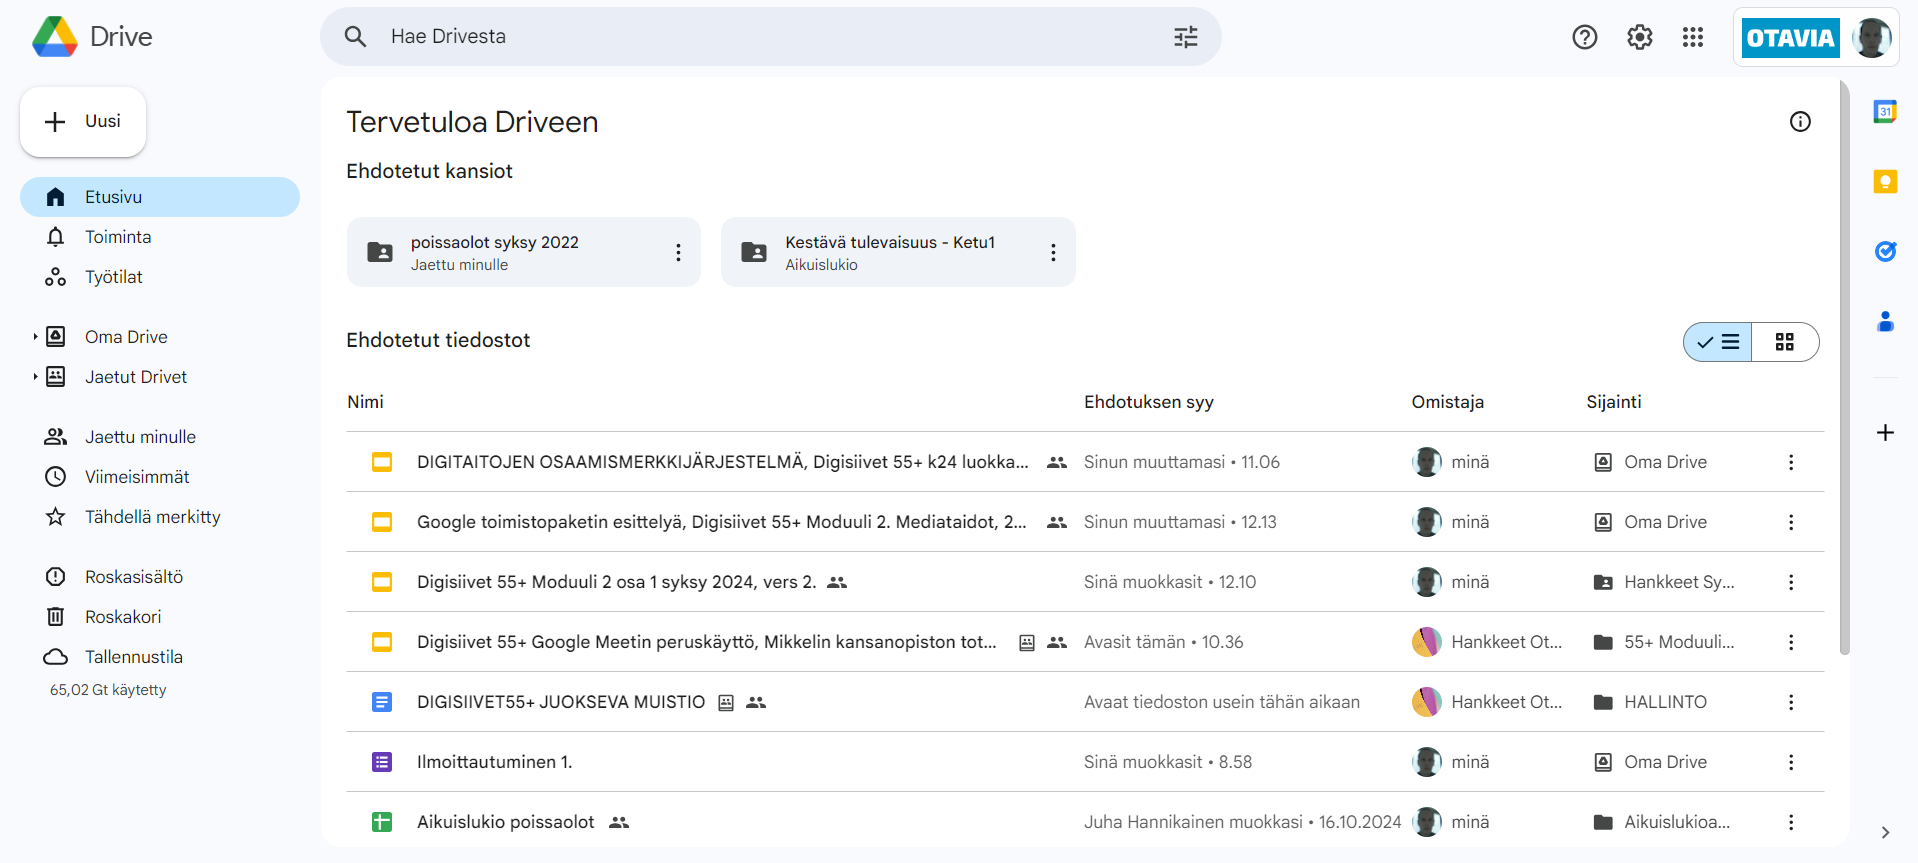 Drive
Hae Drivesta
OTAVIA
Uusi
Etusivu
Toiminta
Työtilat
Oma Drive
Jaetut Drivet
Jaettu minulle
Viimeisimmät
Tähdellä merkitty
Roskasisältö
Roskakori
Tallennustila
65,02 Gt käytetty
Tervetuloa Driveen
Ehdotetut kansiot
poissaolot syksy 2022
Jaettu minulle
Kestävä tulevaisuus - Ketu1
Aikuislukio
Ehdotetut tiedostot
Nimi Ehdotuksen syy Omistaja Sijainti
DIGITAITOJEN OSAAMISMERKKIJÄRJESTELMÄ, Digisiivet 55+ k24 luokka... Sinun muuttamasi • 11.06 minä Oma Drive
Google toimistopaketin esittelyä, Digisiivet 55+ Moduuli 2. Mediataidot, 2... Sinun muuttamasi • 12.13 minä Oma Drive
Digisiivet 55+ Moduuli 2 osa 1 syksy 2024, vers 2. Sinä muokkasit • 12.10 minä Hankkeet Sy...
Digisiivet 55+ Google Meetin peruskäyttö, Mikkelin kansanopiston tot... Avasit tämän • 10.36 Hankkeet Ot... 55+ Moduuli...
DIGISIIVET55+ JUOKSEVA MUISTIO Avaat tiedoston usein tähän aikaan Hankkeet Ot... HALLINTO
Ilmoittautuminen 1. Sinä muokkasit • 8.58 minä Oma Drive
Aikuislukio poissaolot Juha Hannikainen muokkasi • 16.10.2024 minä Aikuislukioa...
31